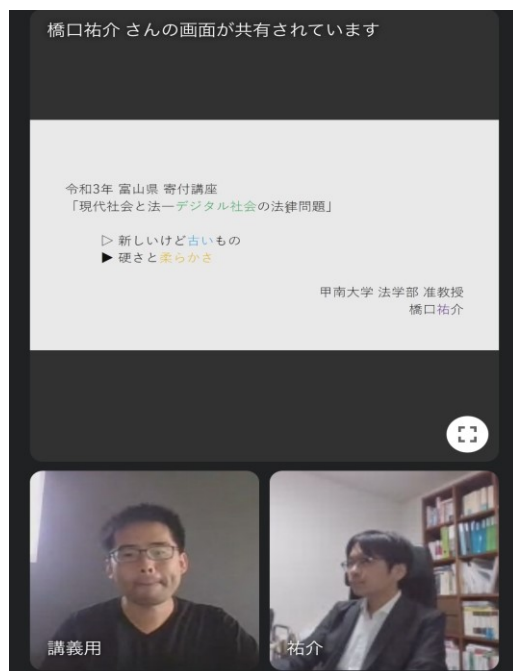 橋口祐介 さんの画面が共有されています
令和3年 富山県 寄付講座
「現代社会と法―デジタル社会の法律問題」
▷ 新しいけど古いもの
▶ 硬さと柔らかさ
甲南大学 法学部 准教授
橋口祐介
講義用
祐介